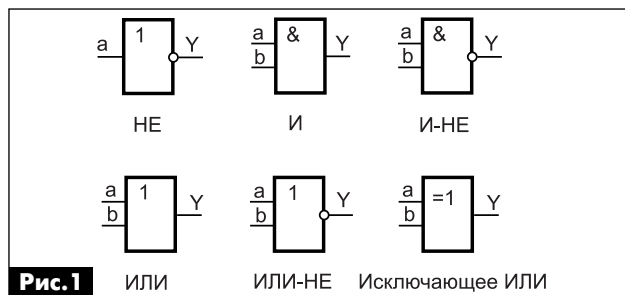 1 & &
a Y a Y a Y
b b
НЕ И И-НЕ
1 1 =1
a Y a Y a Y
b b b
Рис.1 ИЛИ ИЛИ-НЕ Исключающее ИЛИ